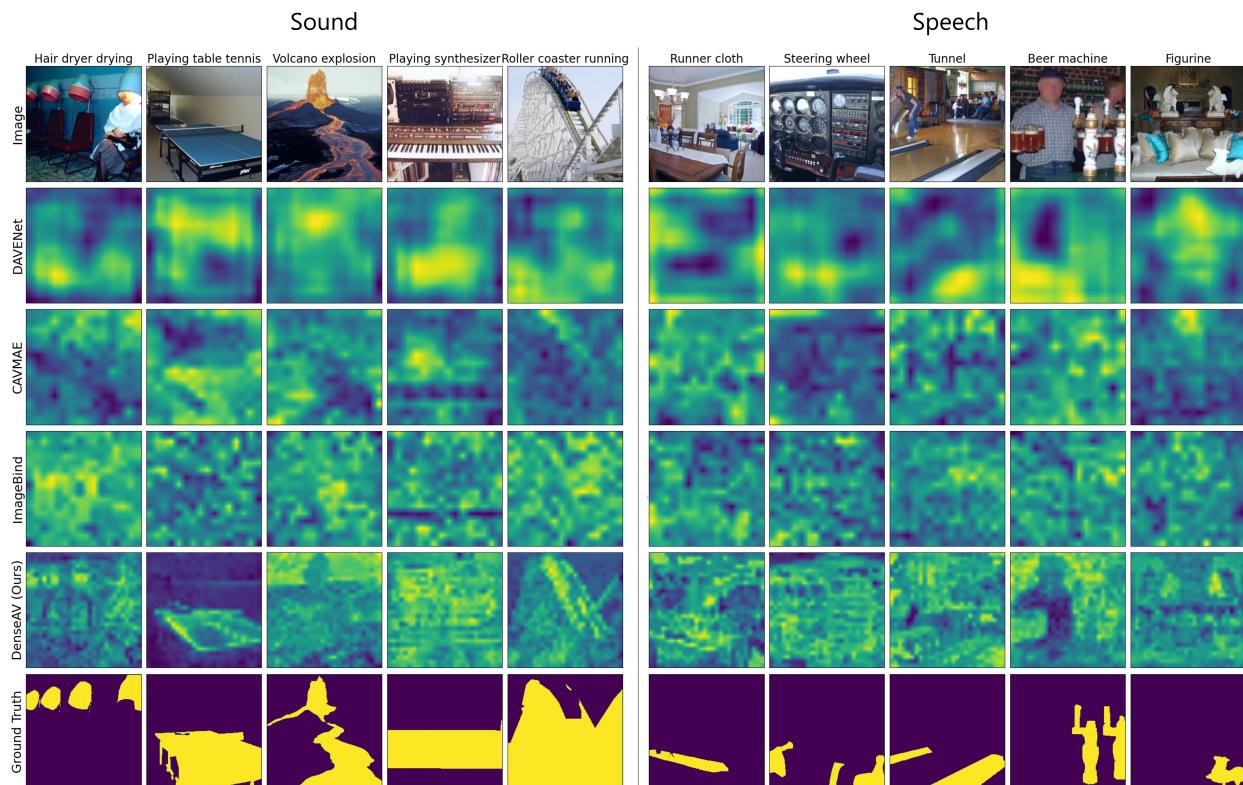 Sound
Speech
Hair dryer drying
Playing table tennis
Volcano explosion
Playing synthesizer
Roller coaster running
Runner cloth
Steering wheel
Tunnel
Beer machine
Figurine
Image
DAVENet
CAVMAE
ImageBind
DenseAV (Ours)
Ground Truth